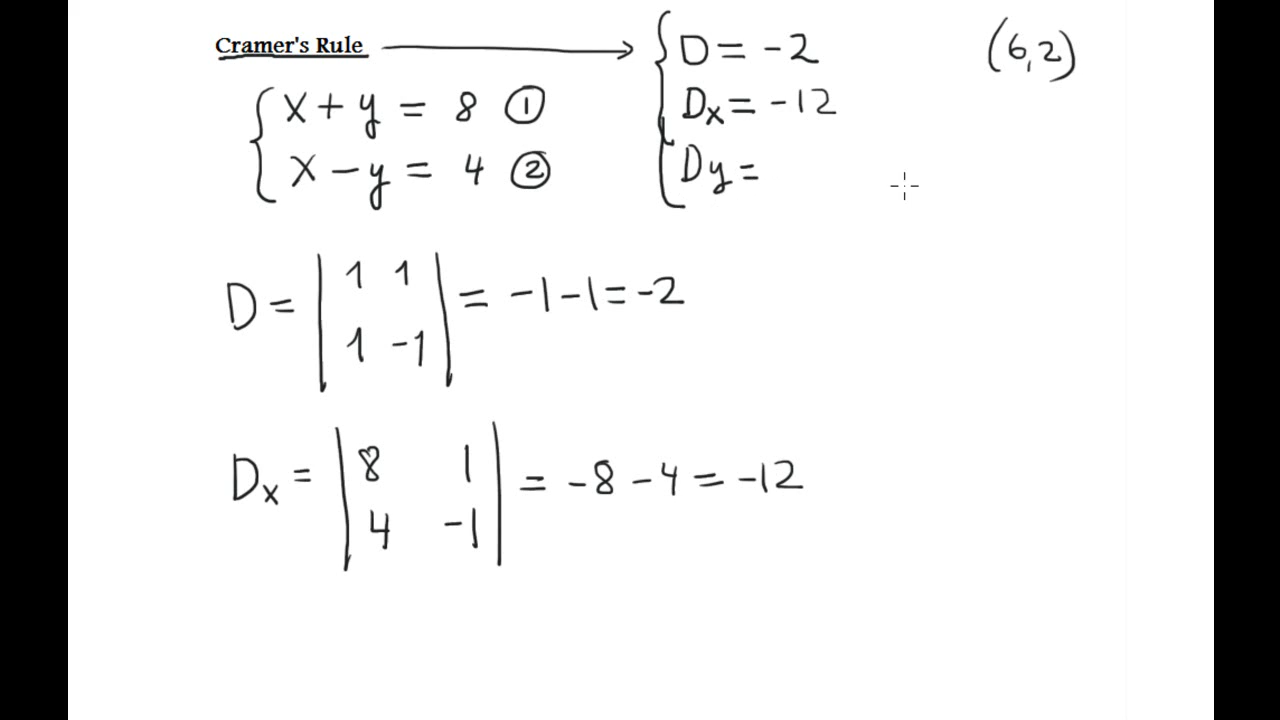 Cramer's Rule → { D = -2 (6,2)
{ x + y = 8 ① Dx = -12
x - y = 4 ② Dy =
D = | 1 1 | = -1 - 1 = -2
| 1 -1 |
Dx = | 8 1 | = -8 - 4 = -12
| 4 -1 |